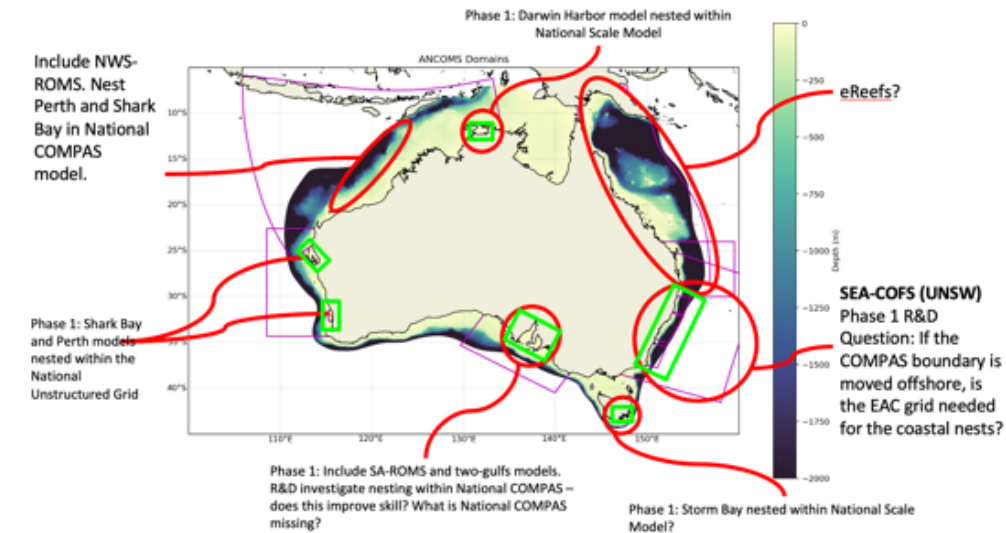 Phase 1: Darwin Harbor model nested within
National Scale Model
Include NWS-
ROMS. Nest
Perth and Shark
Bay in National
COMPAS
model.
ANCOMS Domains
eReefs?
10°S
15°S
20°S
25°S
30°S
35°S
40°S
110°E
120°E
130°E
140°E
150°E
0
−250
−500
−750
−1000
−1250
−1500
−1750
−2000
Depth (m)
SEA-COFS (UNSW)
Phase 1 R&D
Question: If the
COMPAS boundary is
moved offshore, is
the EAC grid needed
for the coastal nests?
Phase 1: Shark Bay
and Perth models
nested within the
National
Unstructured Grid
Phase 1: Include SA-ROMS and two-gulfs models.
R&D investigate nesting within National COMPAS –
does this improve skill? What is National COMPAS
missing?
Phase 1: Storm Bay nested within National Scale
Model?